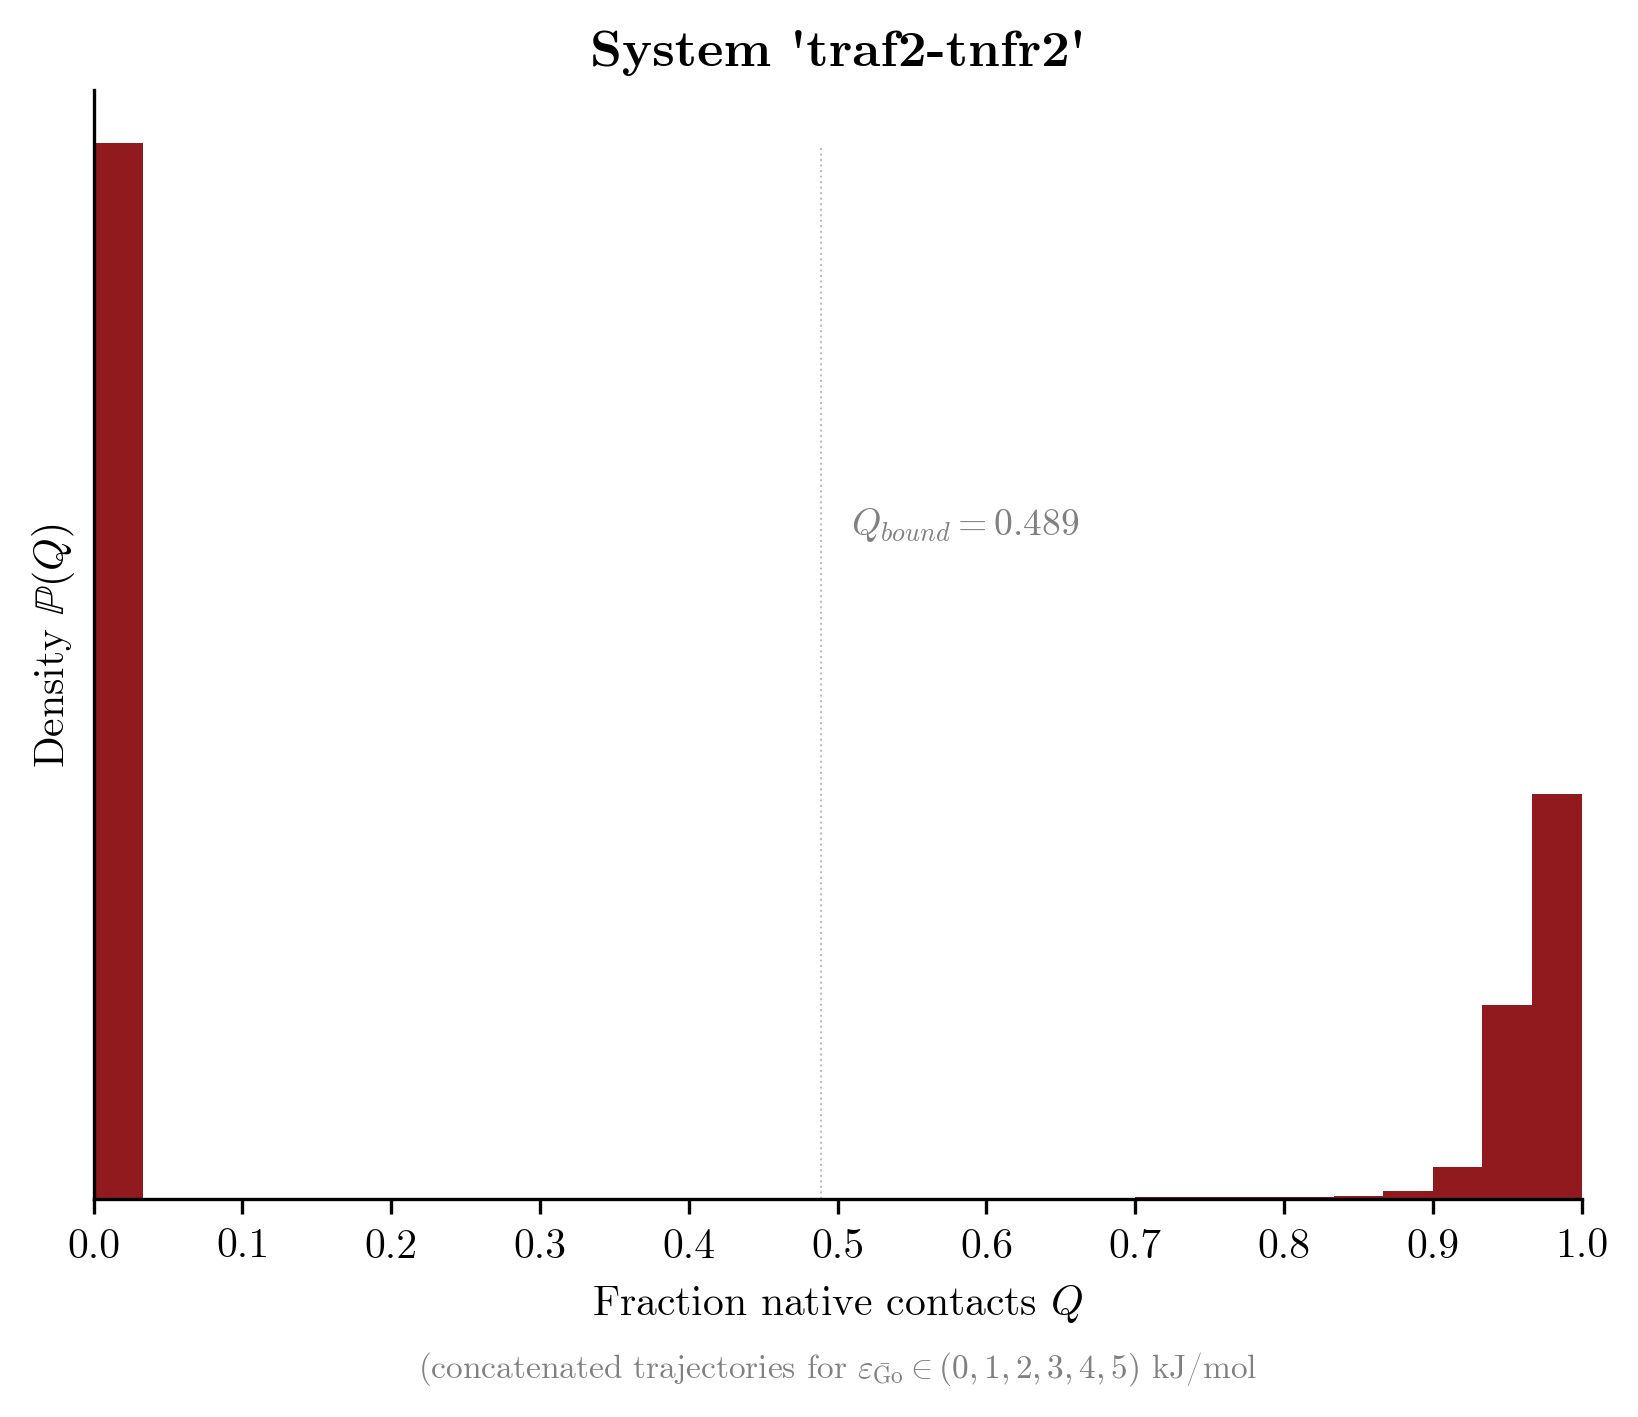 System 'traf2-tnfr2'
Density ℙ(Q)
Q_bound = 0.489
0.0 0.1 0.2 0.3 0.4 0.5 0.6 0.7 0.8 0.9 1.0
Fraction native contacts Q
(concatenated trajectories for ε_Ḡo ∈ (0, 1, 2, 3, 4, 5) kJ/mol